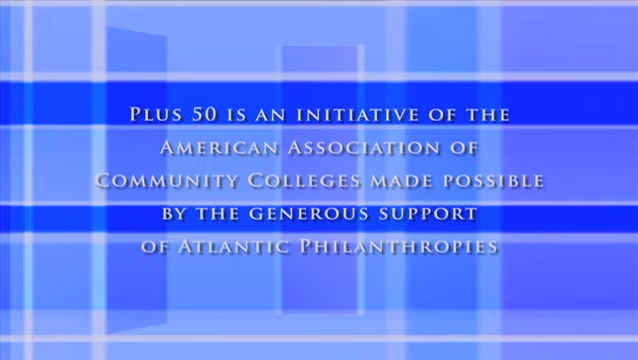 Plus 50 is an initiative of the
American Association of
Community Colleges made possible
by the generous support
of Atlantic Philanthropies